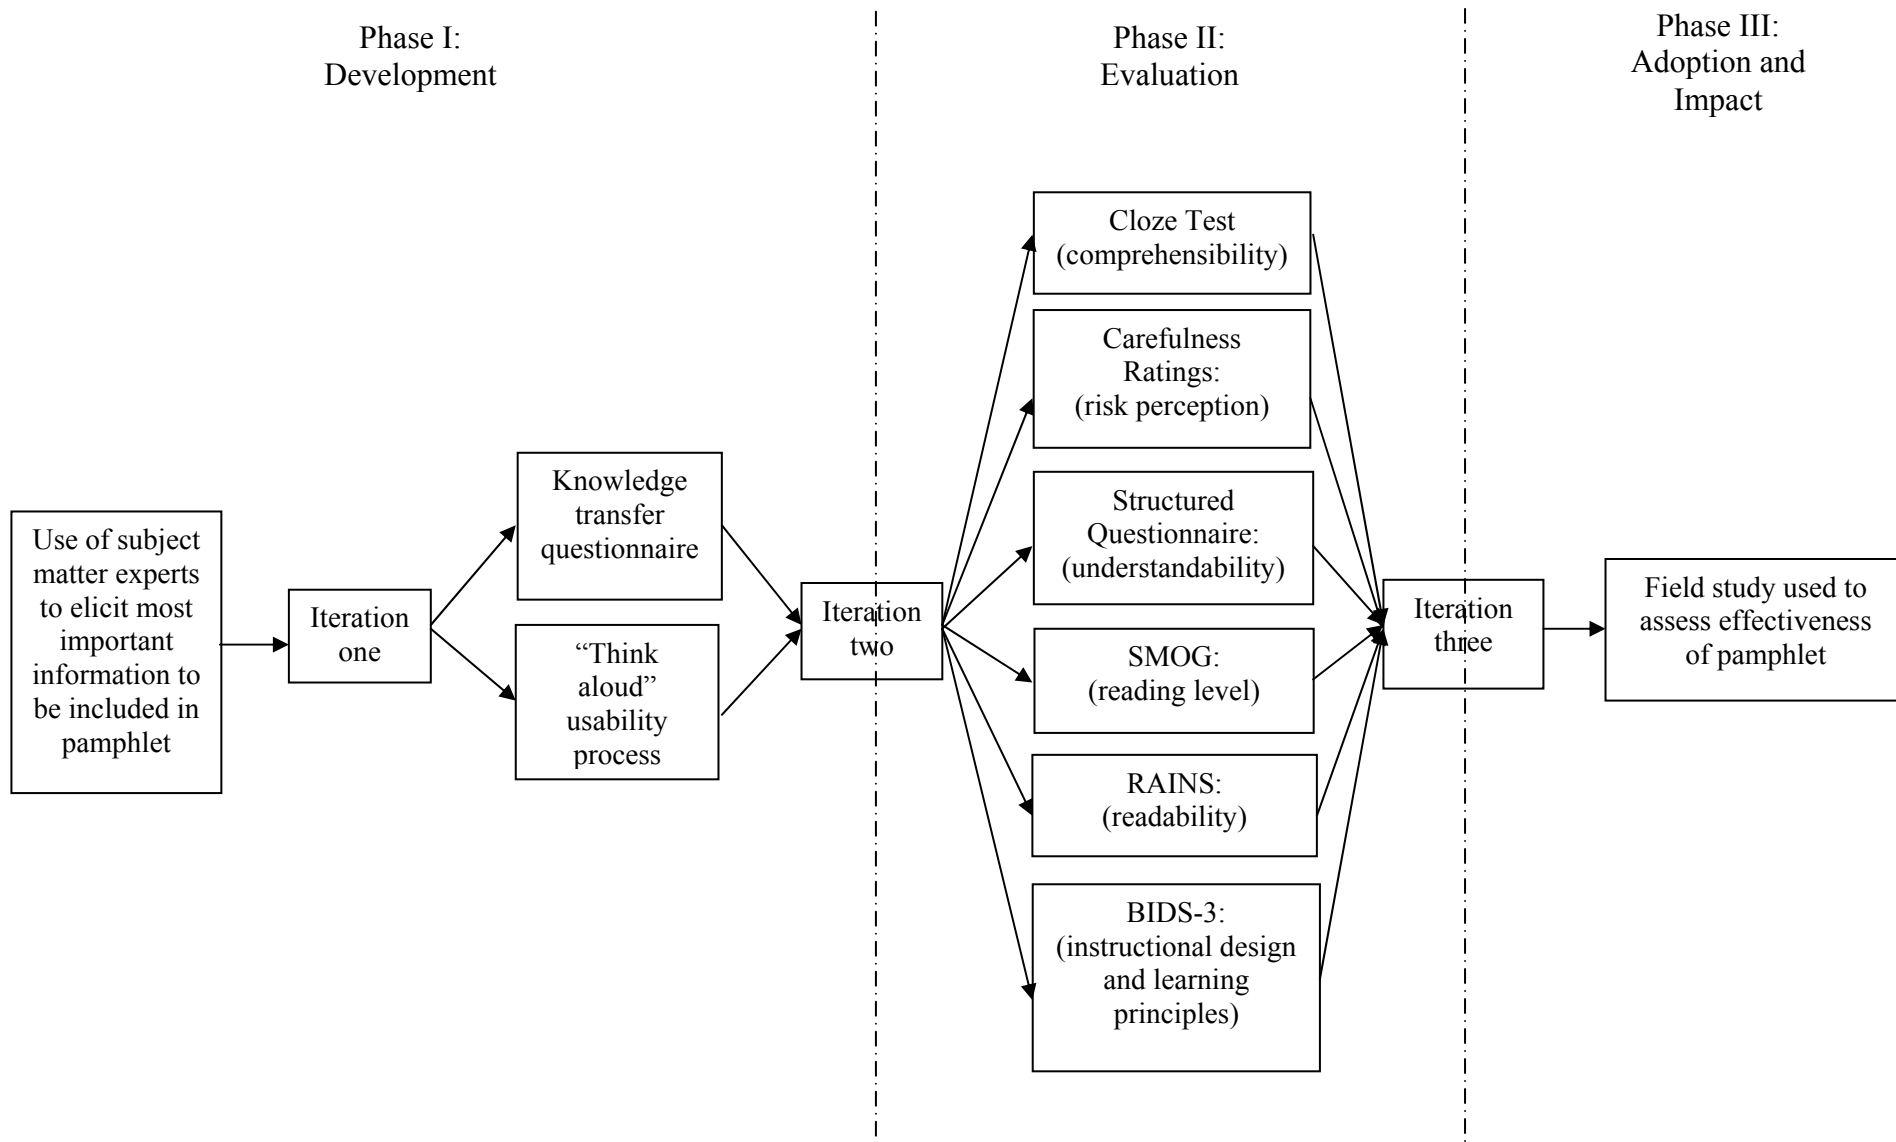 Phase I:
Development
Phase II:
Evaluation
Phase III:
Adoption and
Impact
Use of subject
matter experts
to elicit most
important
information to
be included in
pamphlet
Iteration
one
Knowledge
transfer
questionnaire
“Think
aloud”
usability
process
Iteration
two
Cloze Test
(comprehensibility)
Carefulness
Ratings:
(risk perception)
Structured
Questionnaire:
(understandability)
SMOG:
(reading level)
RAINS:
(readability)
BIDS-3:
(instructional design
and learning
principles)
Iteration
three
Field study used to
assess effectiveness
of pamphlet